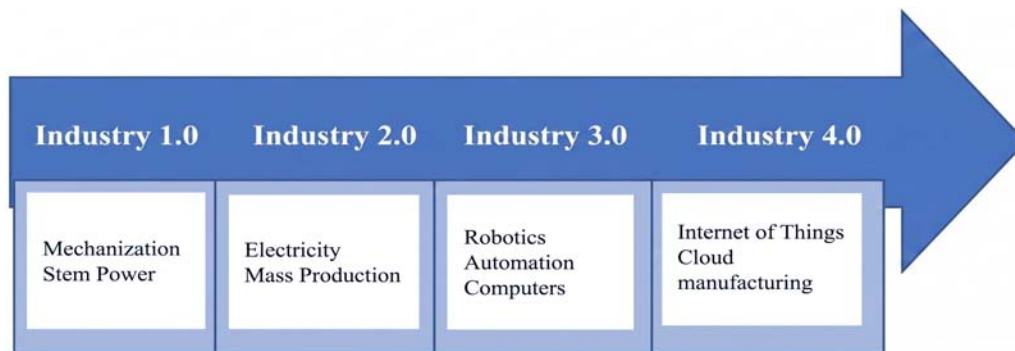 Industry 1.0
Industry 2.0
Industry 3.0
Industry 4.0
Mechanization
Stem Power
Electricity
Mass Production
Robotics
Automation
Computers
Internet of Things
Cloud
manufacturing